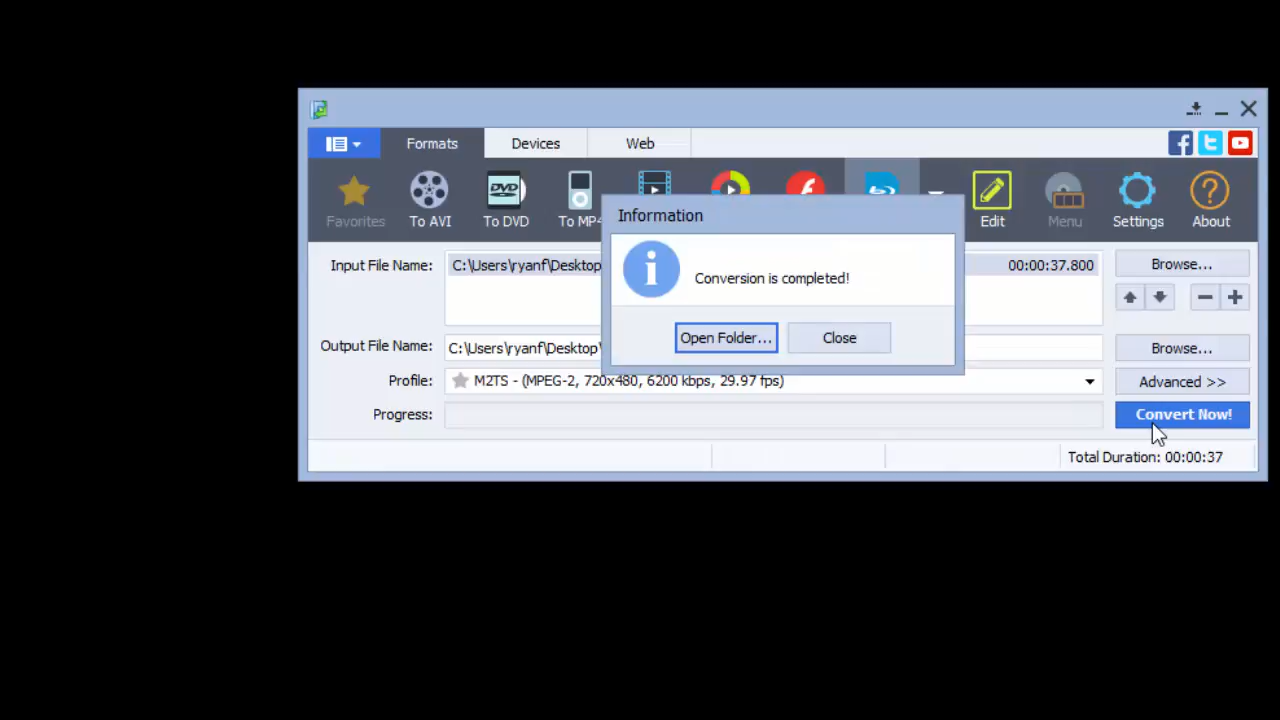 Formats
Devices
Web
Favorites
To AVI
DVD
To DVD
To MP4
Edit
Menu
Settings
About
Information
Conversion is completed!
Open Folder...
Close
Input File Name:
C:\Users\ryanf\Desktop
00:00:37.800
Browse...
Output File Name:
C:\Users\ryanf\Desktop\
Browse...
Profile:
M2TS - (MPEG-2, 720x480, 6200 kbps, 29.97 fps)
Advanced >>
Progress:
Convert Now!
Total Duration: 00:00:37